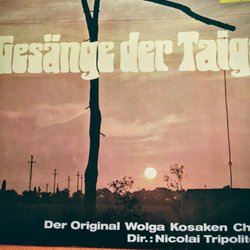 Gesänge der Taig
Der Original Wolga Kosaken Ch
Dir.: Nicolai Tripolit